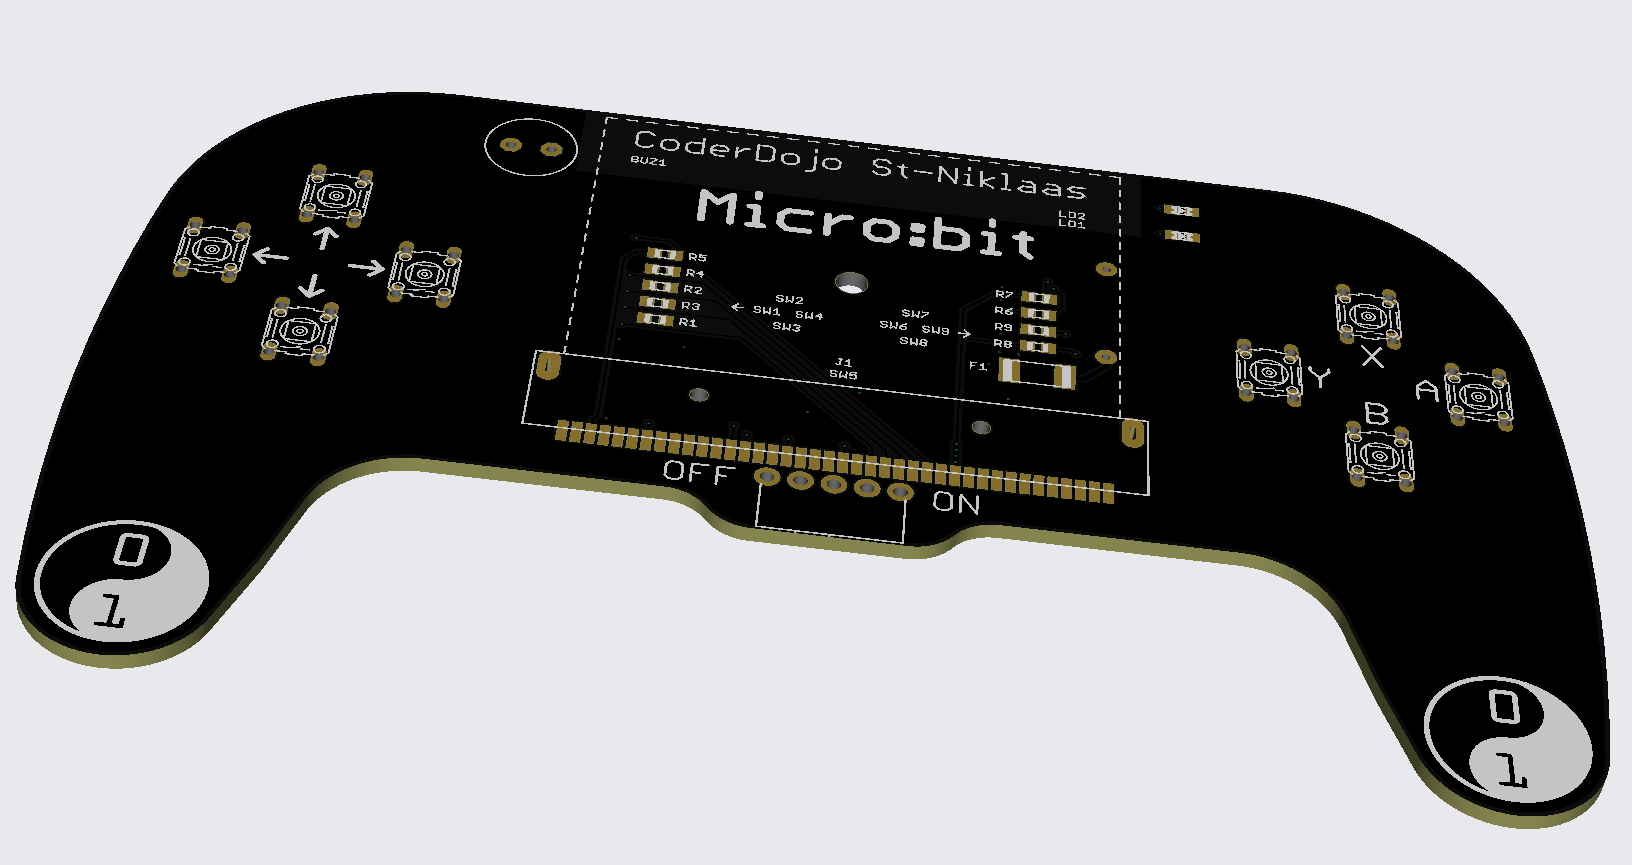 CoderDojo St-Niklaas
BUZ1
LD2
LD1
Micro:bit
R5
R4
R2
R3
R1
SW2
← SW1 SW4
SW3
SW7
SW6 SW9 →
SW8
R7
R6
R9
R8
F1
J1
SW5
↑
← →
↓
X
Y A
B
OFF ON
0
1
0
1